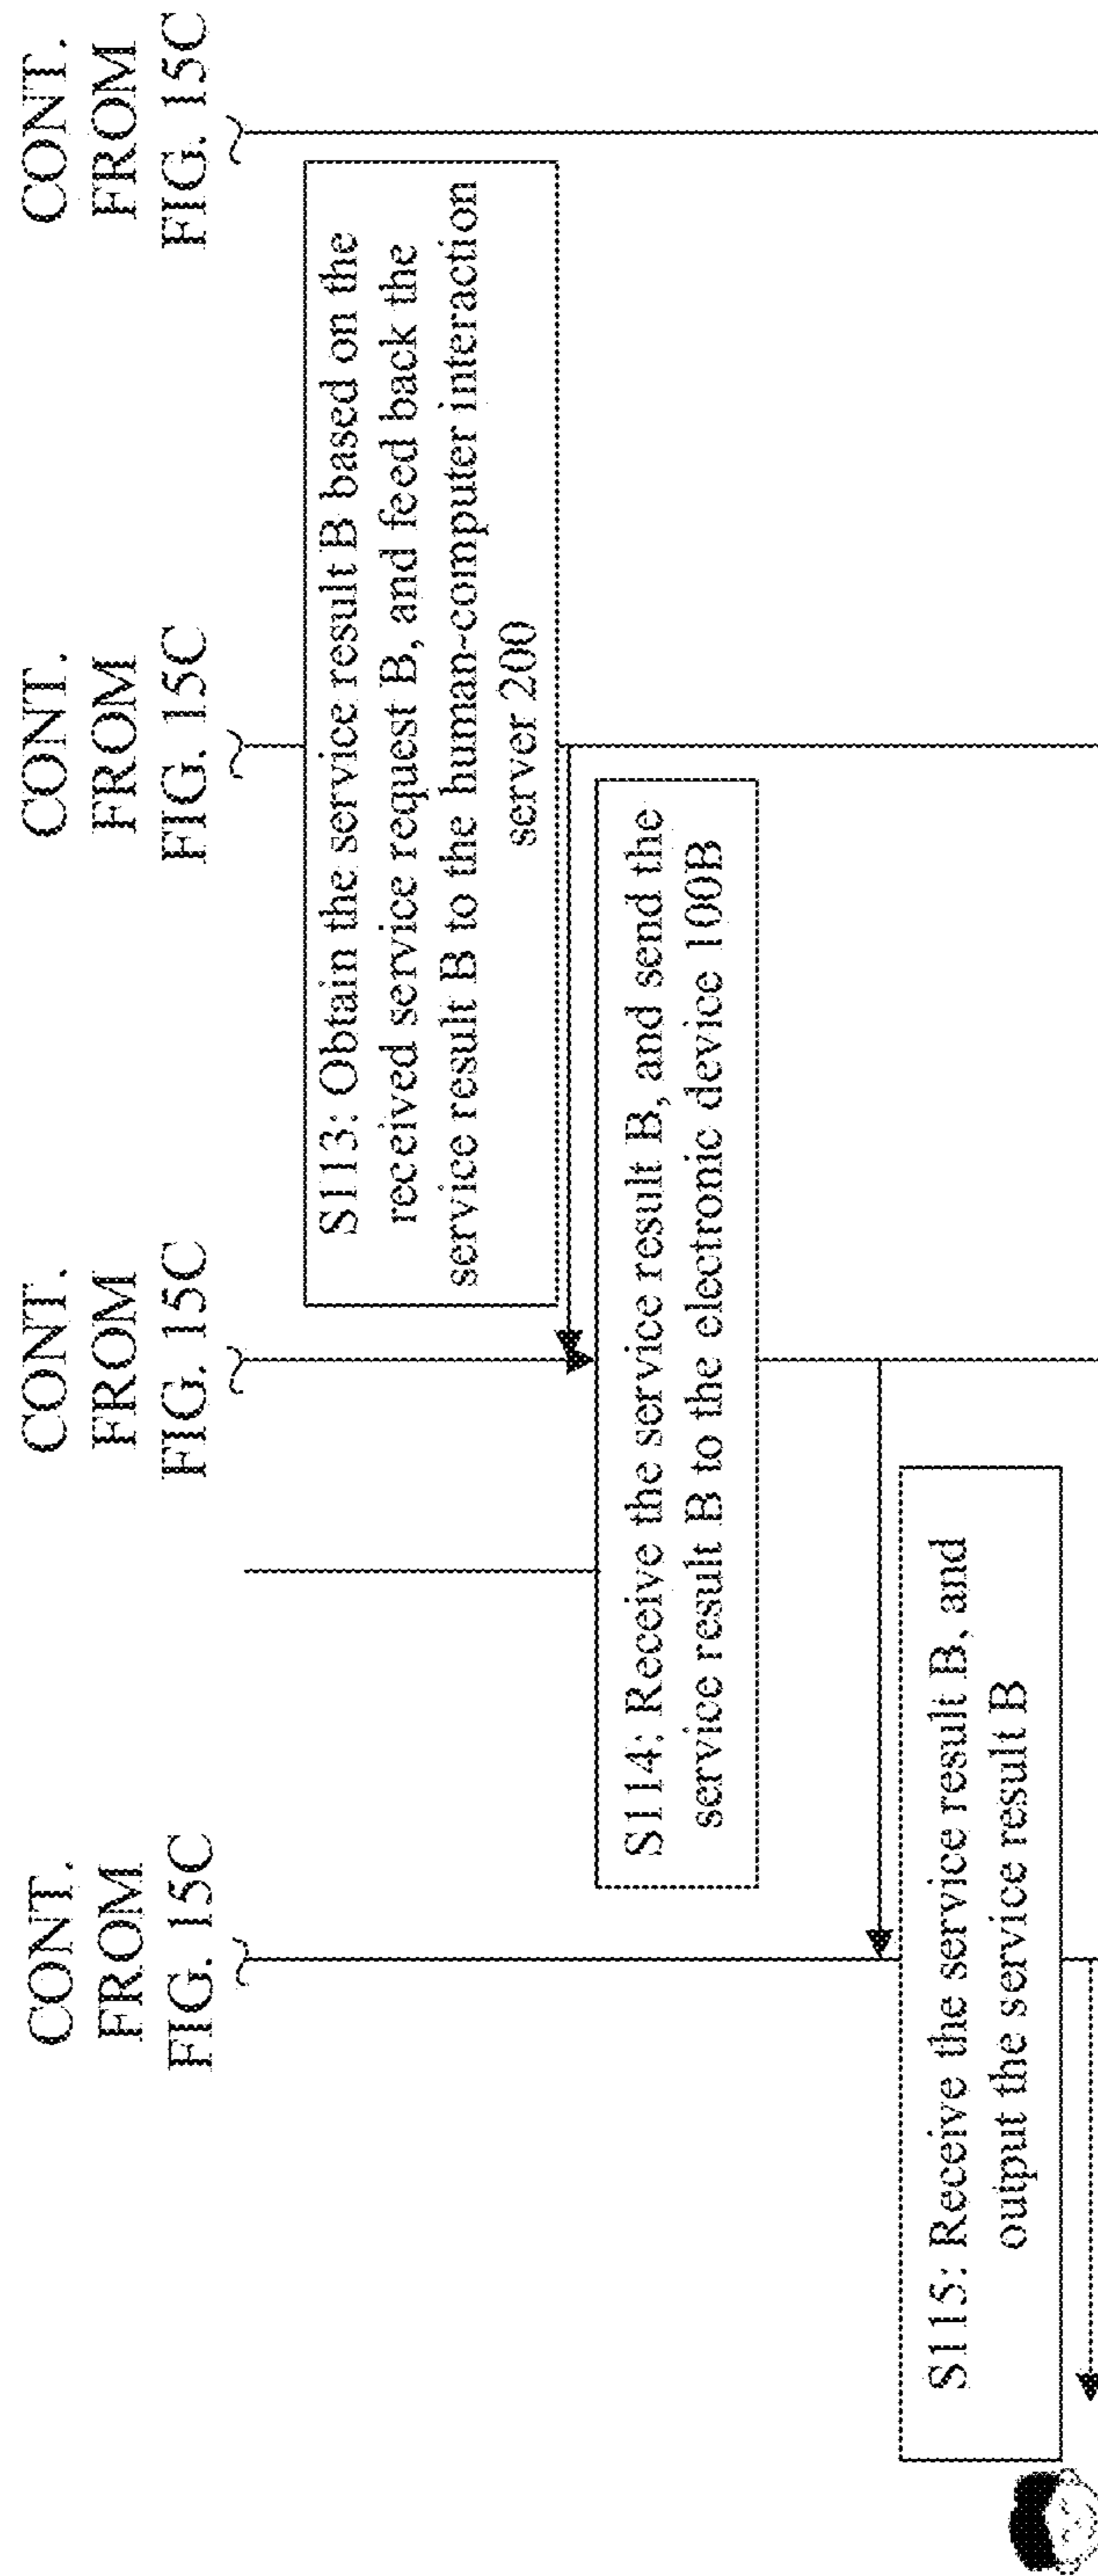 CONT.
FROM
FIG. 15C
CONT.
FROM
FIG. 15C
CONT.
FROM
FIG. 15C
CONT.
FROM
FIG. 15C
S113: Obtain the service result B based on the
received service request B, and feed back the
service result B to the human-computer interaction
server 200
S114: Receive the service result B, and send the
service result B to the electronic device 100B
S115: Receive the service result B, and
output the service result B